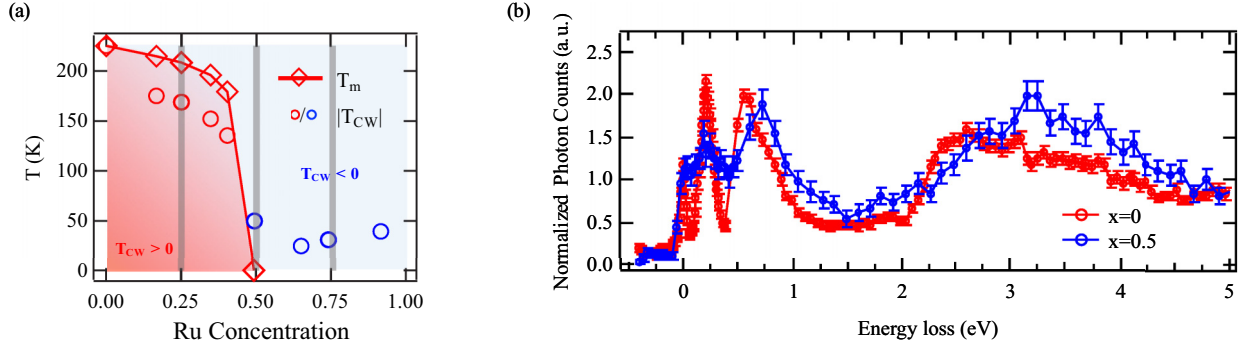 (a)
T (K)
200
150
100
50
0
T_m
○/○ |T_CW|
T_CW < 0
T_CW > 0
0.00 0.25 0.50 0.75 1.00
Ru Concentration
(b)
Normalized Photon Counts (a.u.)
2.5
2.0
1.5
1.0
0.5
0.0
x=0
x=0.5
0 1 2 3 4 5
Energy loss (eV)